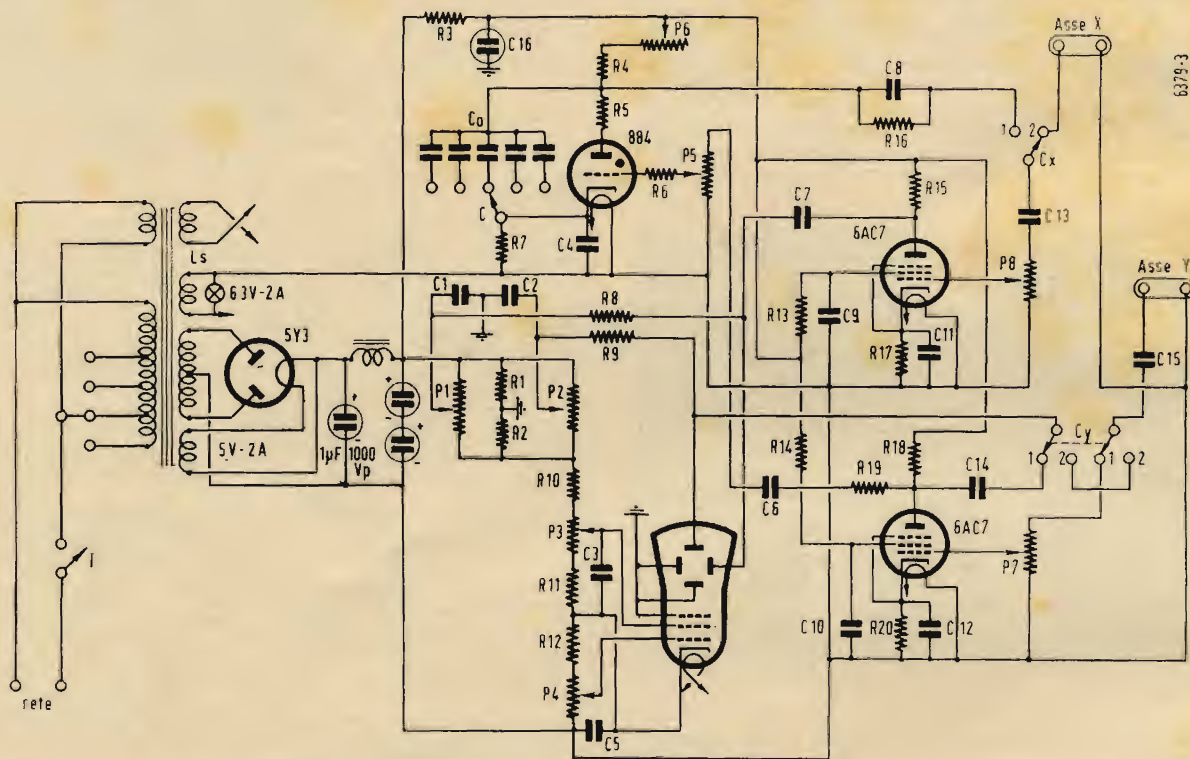 R3
C16
P6
Asse X
6379-3
R4
C8
R5
R16
1 2
Cx
Co
884
P5
R6
R15
C7
C
C4
R7
C13
6AC7
P8
Asse Y
Ls
6.3V-2A
C1
C2
R8
R9
R13
C9
C11
R17
C15
5Y3
P1
R1
P2
R2
+
-
+
-
+
-
1µF 1000
Vp
5V-2A
R10
R14
R18
R19
C6
C14
Cy
1 2 1 2
P3
C3
R11
6AC7
P7
R12
C10
R20
C12
P4
C5
I
rete